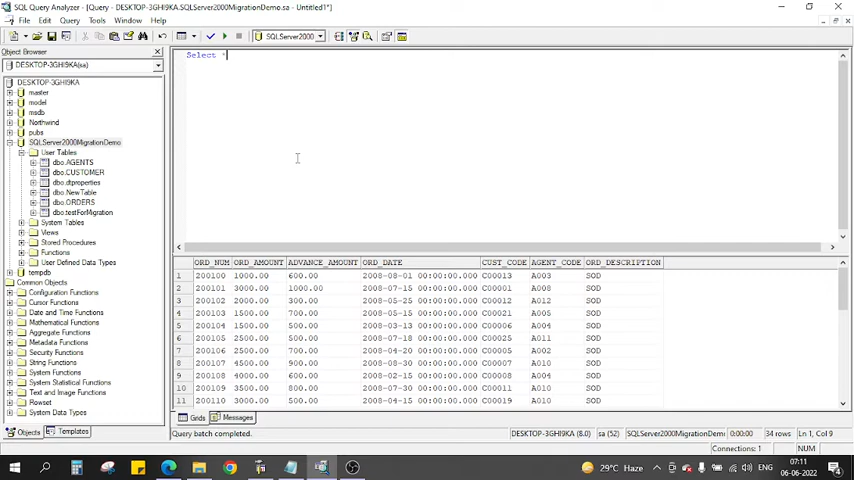 SQL Query Analyzer - [Query - DESKTOP-3GHI9KA.SQLServer2000MigrationDemo.sa - Untitled1*]
File Edit Query Tools Window Help
SQLServer2000
Object Browser
DESKTOP-3GHI9KA(sa)
DESKTOP-3GHI9KA
master
model
msdb
Northwind
pubs
SQLServer2000MigrationDemo
User Tables
dbo.AGENTS
dbo.CUSTOMER
dbo.dtproperties
dbo.NewTable
dbo.ORDERS
dbo.testForMigration
System Tables
Views
Stored Procedures
Functions
User Defined Data Types
tempdb
Common Objects
Configuration Functions
Cursor Functions
Date and Time Functions
Mathematical Functions
Aggregate Functions
Metadata Functions
Security Functions
String Functions
System Functions
System Statistical Functions
Text and Image Functions
Rowset
System Data Types
Objects Templates
Select *
ORD_NUM ORD_AMOUNT ADVANCE_AMOUNT ORD_DATE CUST_CODE AGENT_CODE ORD_DESCRIPTION
1 200100 1000.00 600.00 2008-08-01 00:00:00.000 C00013 A003 SOD
2 200101 3000.00 1000.00 2008-07-15 00:00:00.000 C00001 A008 SOD
3 200102 2000.00 300.00 2008-05-25 00:00:00.000 C00012 A012 SOD
4 200103 1500.00 700.00 2008-05-15 00:00:00.000 C00021 A005 SOD
5 200104 1500.00 500.00 2008-03-13 00:00:00.000 C00006 A004 SOD
6 200105 2500.00 500.00 2008-07-18 00:00:00.000 C00025 A011 SOD
7 200106 2500.00 700.00 2008-04-20 00:00:00.000 C00005 A002 SOD
8 200107 4500.00 900.00 2008-08-30 00:00:00.000 C00007 A010 SOD
9 200108 4000.00 600.00 2008-02-15 00:00:00.000 C00008 A004 SOD
10 200109 3500.00 800.00 2008-07-30 00:00:00.000 C00011 A010 SOD
11 200110 3000.00 500.00 2008-04-15 00:00:00.000 C00019 A010 SOD
Grids Messages
Query batch completed. DESKTOP-3GHI9KA (8.0) sa (52) SQLServer2000MigrationDemo 0:00:00 34 rows Ln 1, Col 9
Connections: 1 NUM
29°C Haze ENG 07:11
06-06-2022 4